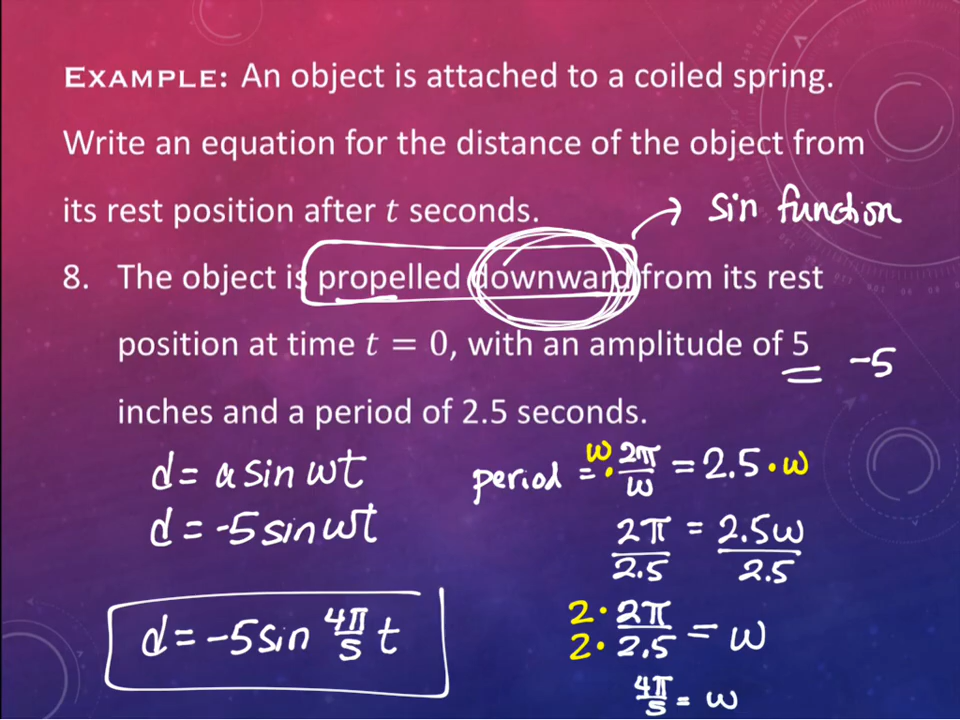 EXAMPLE: An object is attached to a coiled spring.
Write an equation for the distance of the object from
its rest position after t seconds.
→ sin function
8. The object is propelled downward from its rest
position at time t = 0, with an amplitude of 5
-5
inches and a period of 2.5 seconds.
d = a sin wt
d = -5 sin wt
d = -5 sin 4π/5 t
period = w · 2π/w = 2.5 · w
2π/2.5 = 2.5w/2.5
2 · 2π / 2 · 2.5 = w
4π/5 = w